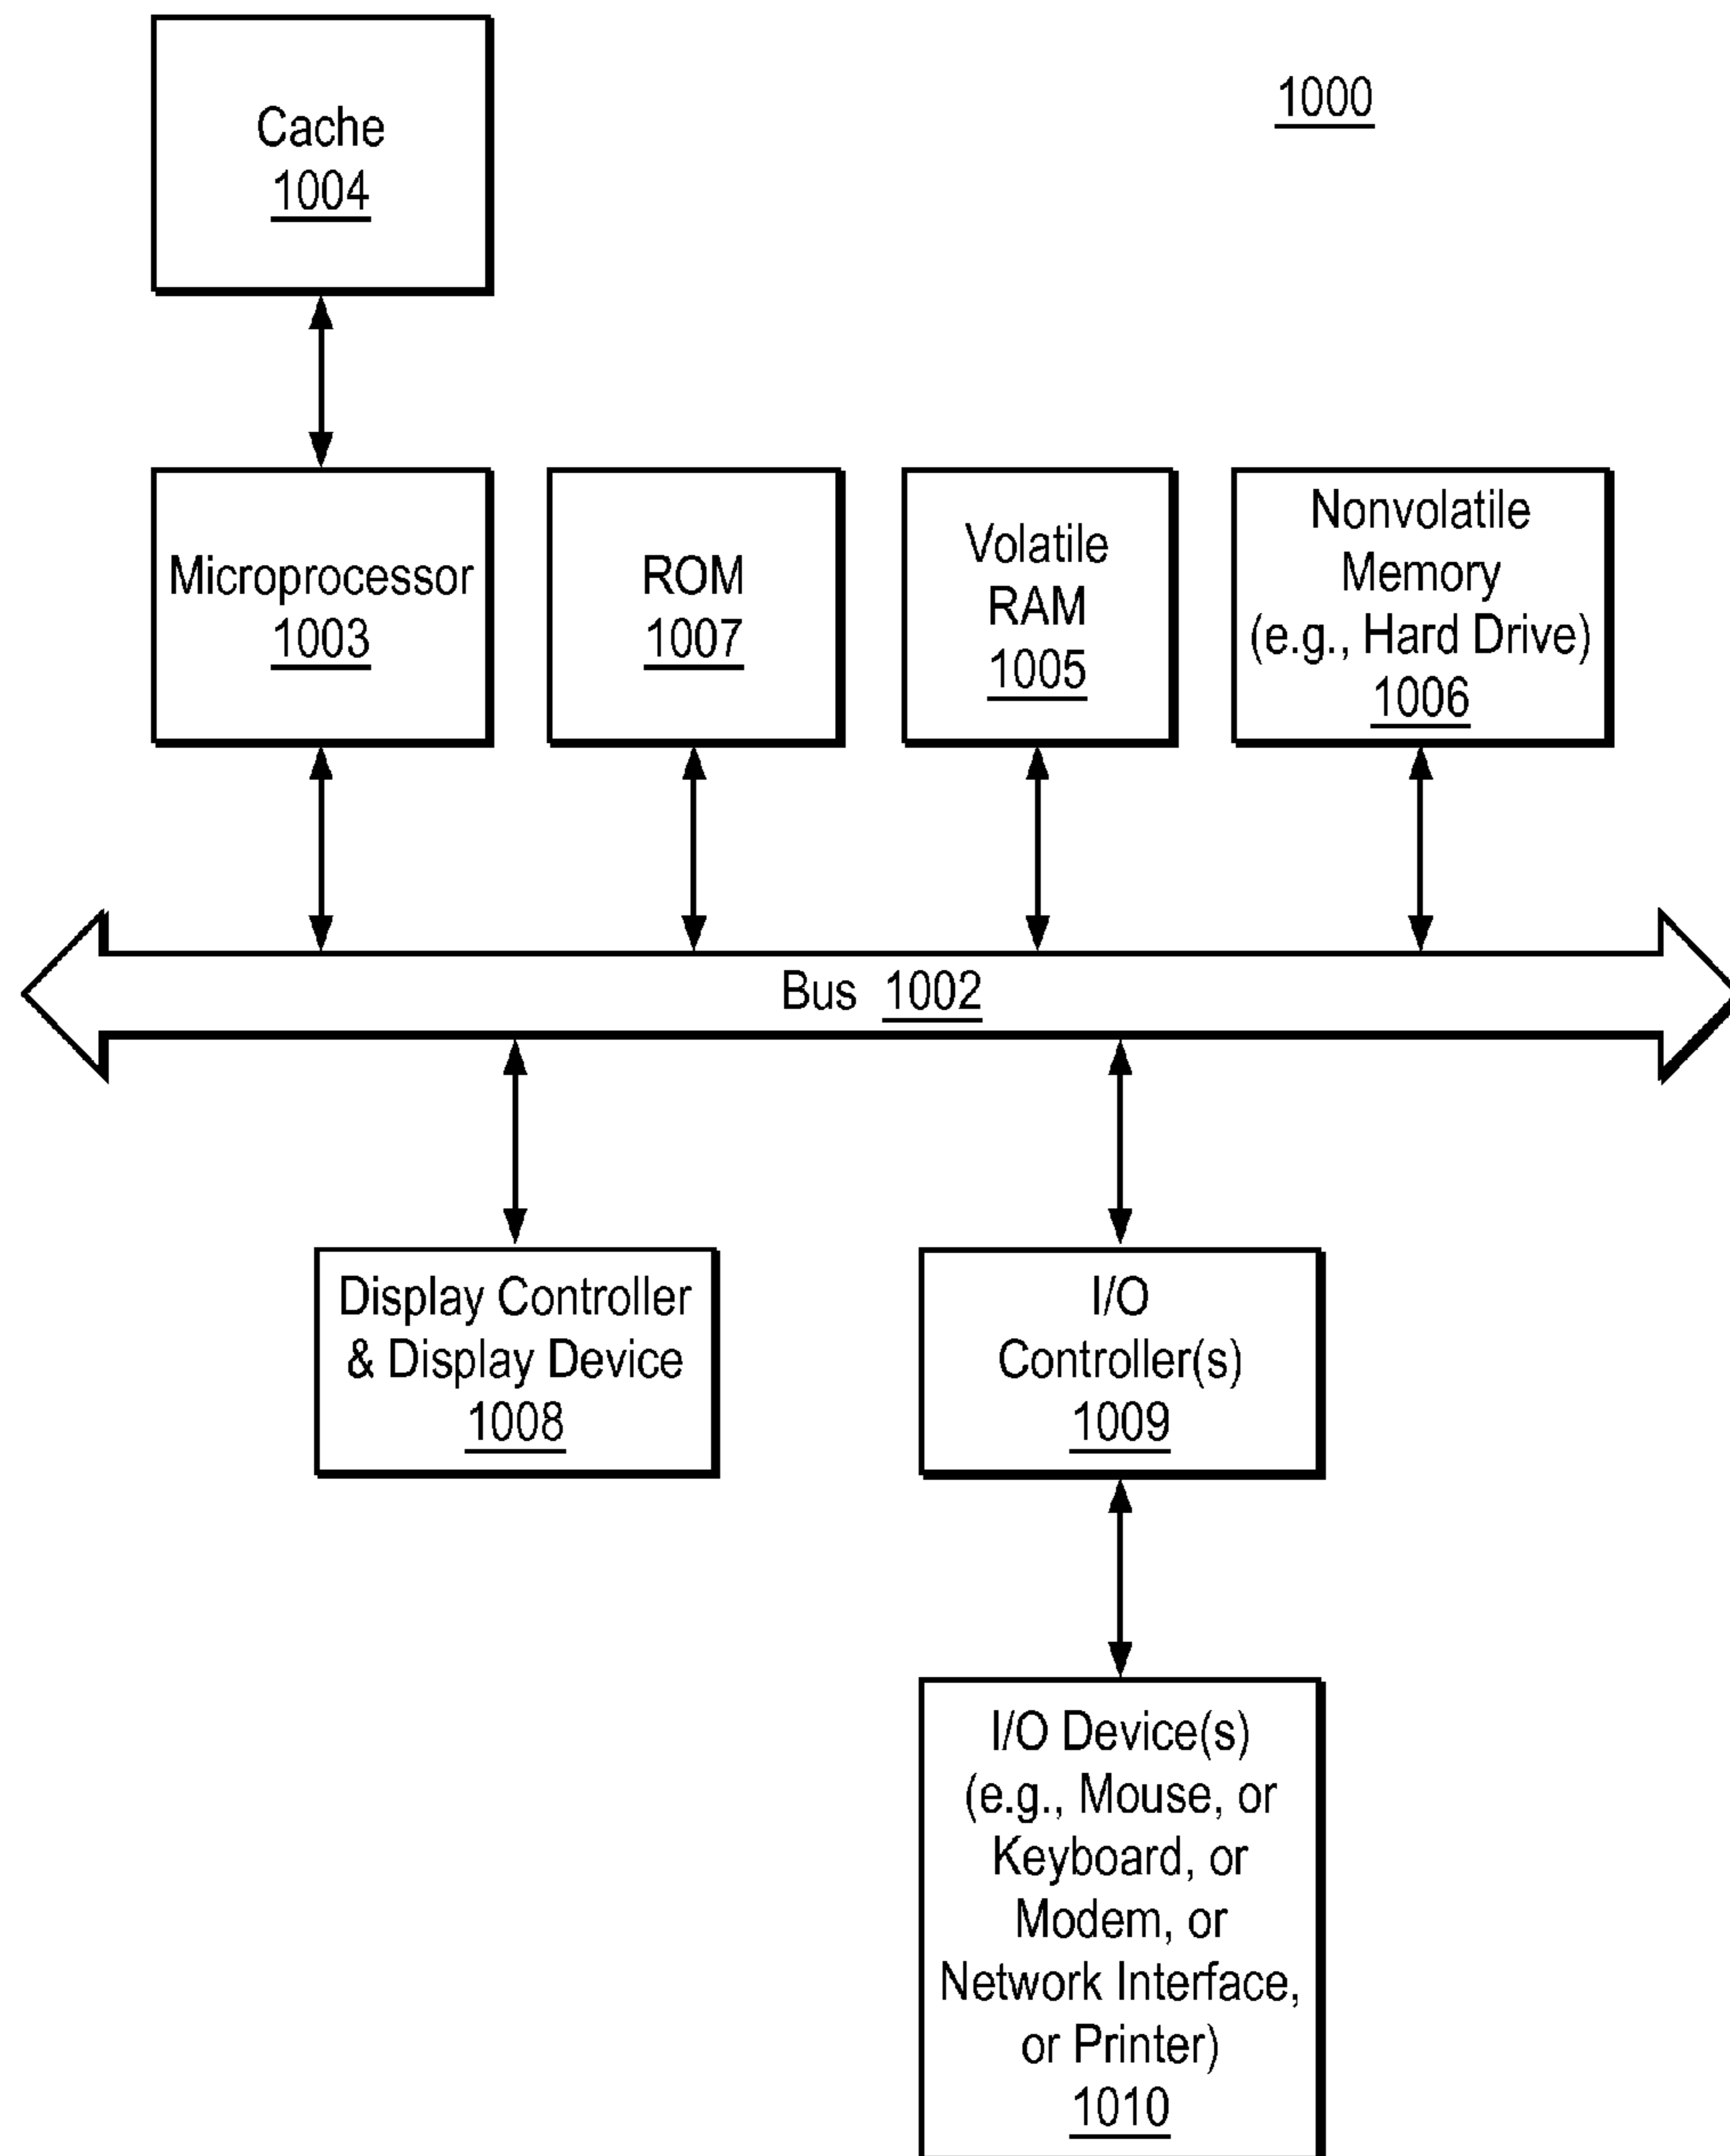 Cache
1004
1000
Microprocessor
1003
ROM
1007
Volatile
RAM
1005
Nonvolatile
Memory
(e.g., Hard Drive)
1006
Bus 1002
Display Controller
& Display Device
1008
I/O
Controller(s)
1009
I/O Device(s)
(e.g., Mouse, or
Keyboard, or
Modem, or
Network Interface,
or Printer)
1010